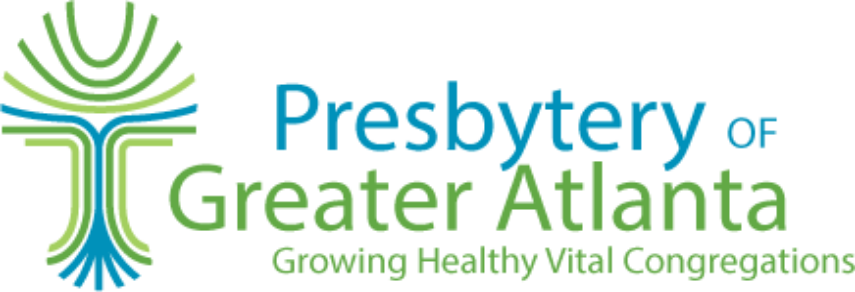 Presbytery OF
Greater Atlanta
Growing Healthy Vital Congregations